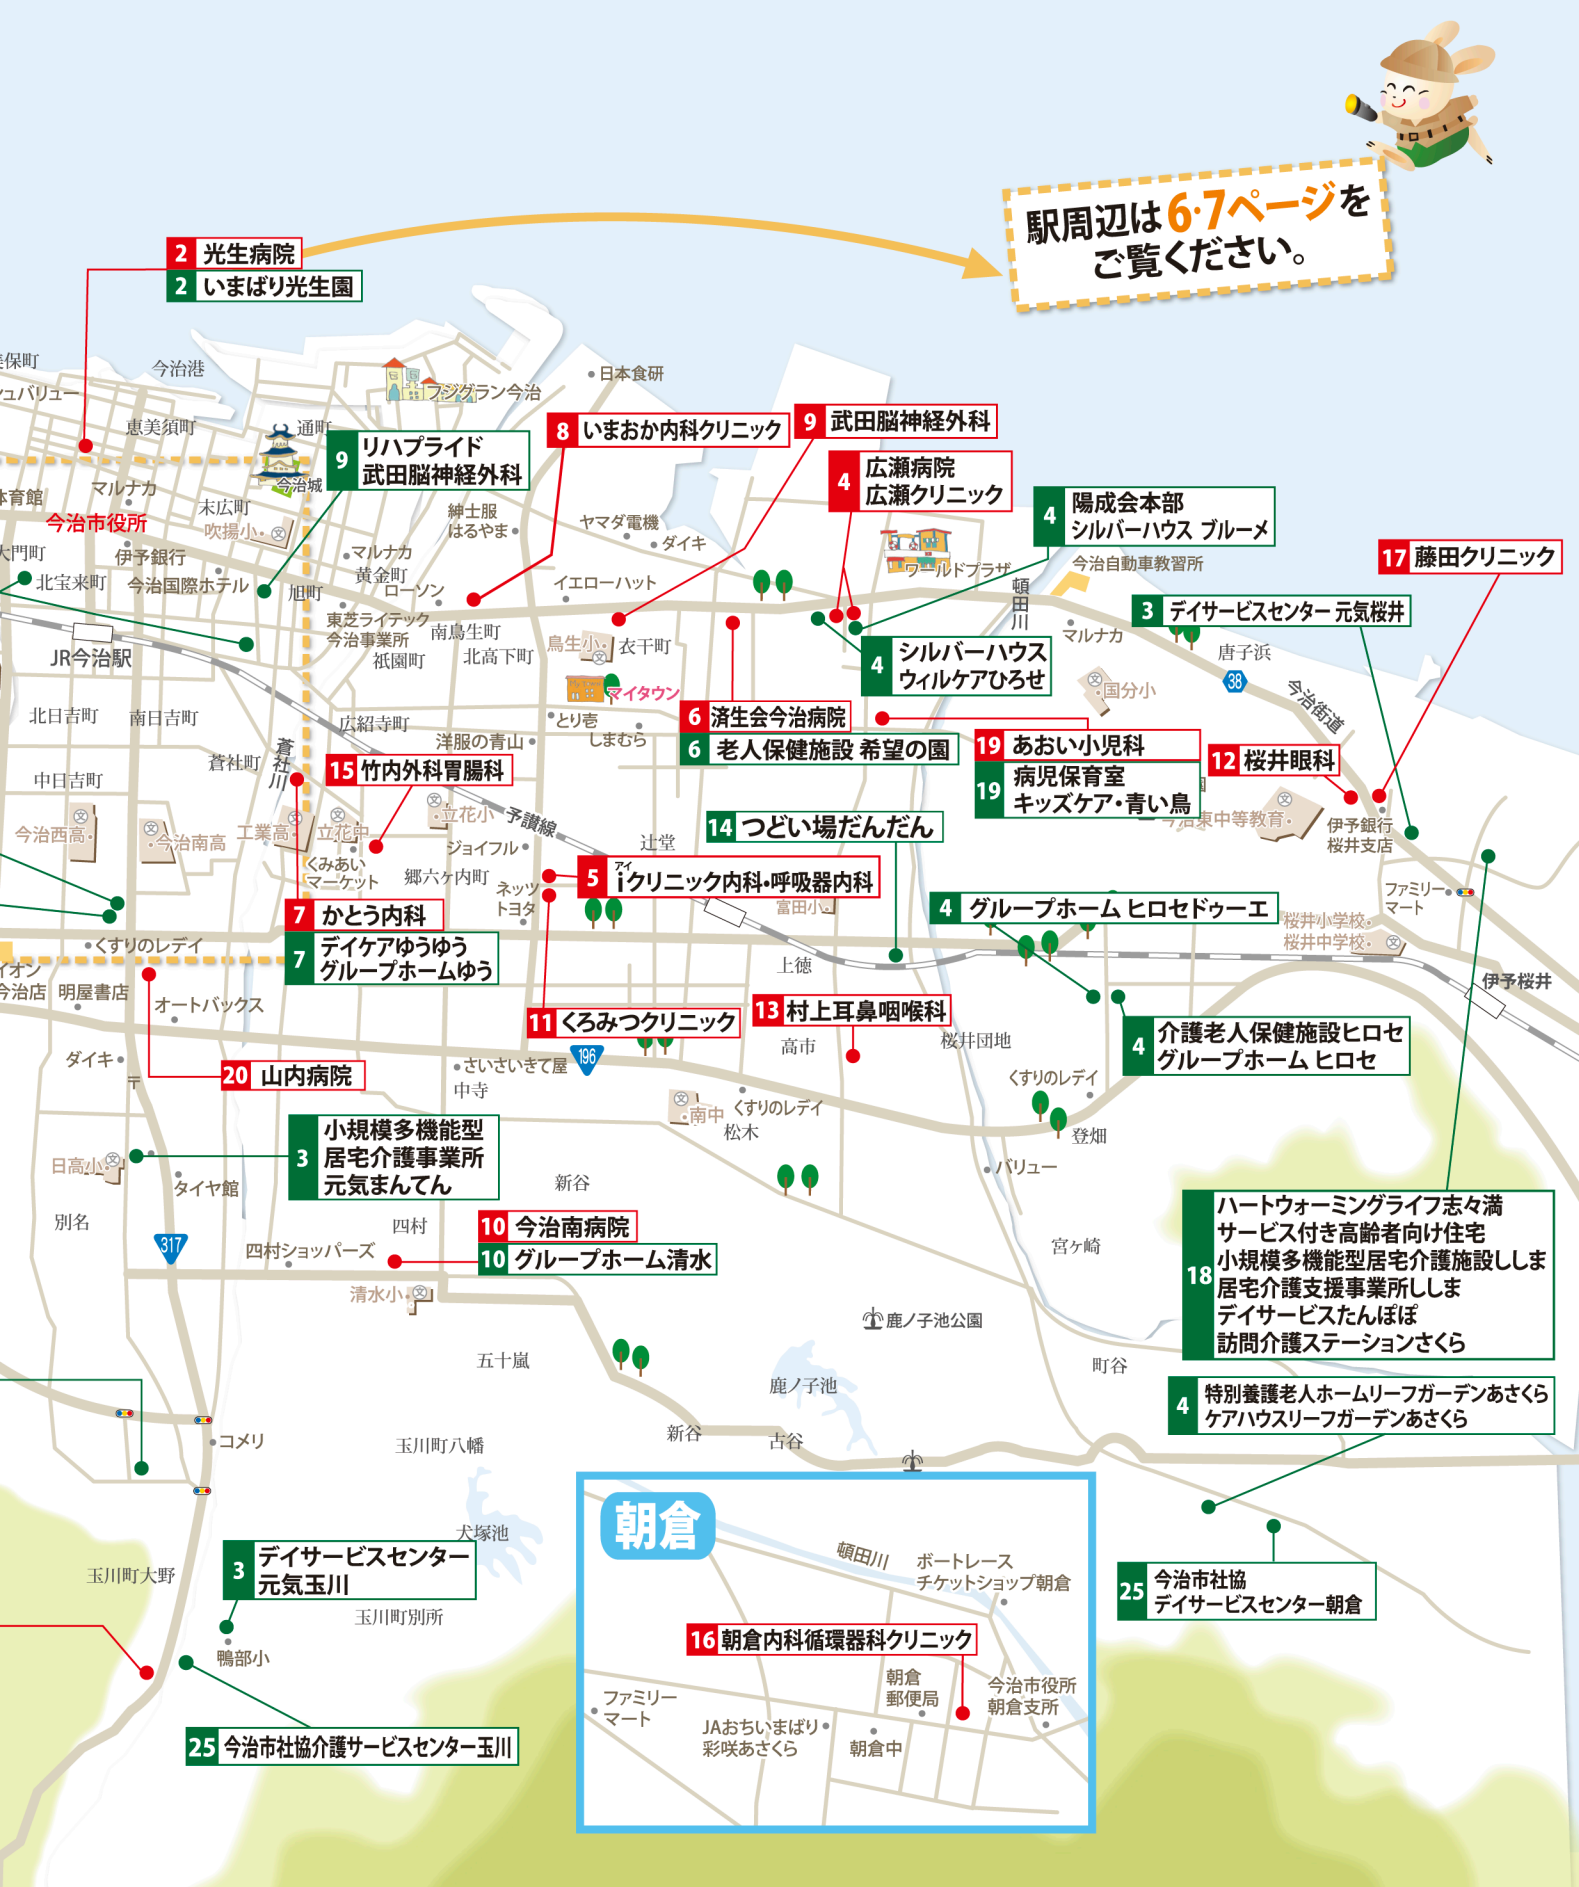 駅周辺は6・7ページを
ご覧ください。
2 光生病院
2 いまばり光生園
今治港
日本食研
フジグラン今治
恵美須町
通町
9 リハプライド
武田脳神経外科
8 いまおか内科クリニック
9 武田脳神経外科
4 広瀬病院
広瀬クリニック
4 陽成会本部
シルバーハウス ブルーメ
マルナカ
今治城
末広町
吹揚小
文
今治市役所
伊予銀行
北宝来町
今治国際ホテル
旭町
マルナカ
黄金町
ローソン
紳士服
はるやま
ヤマダ電機
ダイキ
イエローハット
ワールドプラザ
今治自動車教習所
頓田川
17 藤田クリニック
3 デイサービスセンター 元気桜井
マルナカ
唐子浜
38
今治街道
国分小
文
JR今治駅
東芝ライテック
今治事業所
南鳥生町
祇園町
北高下町
鳥生小
文
衣干町
マイタウン
4 シルバーハウス
ウィルケアひろせ
北日吉町
南日吉町
蒼社町
蒼社川
広紹寺町
洋服の青山
とり壱
しまむら
6 済生会今治病院
6 老人保健施設 希望の園
19 あおい小児科
19 病児保育室
キッズケア・青い鳥
12 桜井眼科
15 竹内外科胃腸科
中日吉町
今治西高
文
今治南高
文
工業高
文
立花中
文
立花小
文
予讃線
ジョイフル
くみあい
マーケット
郷六ヶ内町
ネッツ
トヨタ
辻堂
14 つどい場だんだん
5 iクリニック内科・呼吸器内科
アイ
富田小
今治東中等教育
文
伊予銀行
桜井支店
ファミリー
マート
7 かとう内科
7 デイケアゆうゆう
グループホームゆう
4 グループホーム ヒロセドゥーエ
桜井小学校
桜井中学校
文
伊予桜井
くすりのレディ
明屋書店
オートバックス
上徳
11 くろみつクリニック
13 村上耳鼻咽喉科
桜井団地
4 介護老人保健施設ヒロセ
グループホーム ヒロセ
ダイキ
〒
20 山内病院
196
さいさいきて屋
中寺
高市
くすりのレディ
南中
文
くすりのレディ
松木
登畑
バリュー
3 小規模多機能型
居宅介護事業所
元気まんてん
日高小
文
タイヤ館
別名
新谷
四村
317
四村ショッパーズ
10 今治南病院
10 グループホーム清水
清水小
文
宮ヶ崎
18 ハートウォーミングライフ志々満
サービス付き高齢者向け住宅
小規模多機能型居宅介護施設ししま
居宅介護支援事業所ししま
デイサービスたんぽぽ
訪問介護ステーションさくら
鹿ノ子池公園
五十嵐
鹿ノ子池
町谷
4 特別養護老人ホームリーフガーデンあさくら
ケアハウスリーフガーデンあさくら
コメリ
玉川町八幡
新谷
古谷
犬塚池
玉川町大野
3 デイサービスセンター
元気玉川
玉川町別所
鴨部小
25 今治市社協介護サービスセンター玉川
25 今治市社協
デイサービスセンター朝倉
朝倉
頓田川
ボートレース
チケットショップ朝倉
16 朝倉内科循環器科クリニック
朝倉
郵便局
今治市役所
朝倉支所
ファミリー
マート
JAおちいまばり
彩咲あさくら
朝倉中